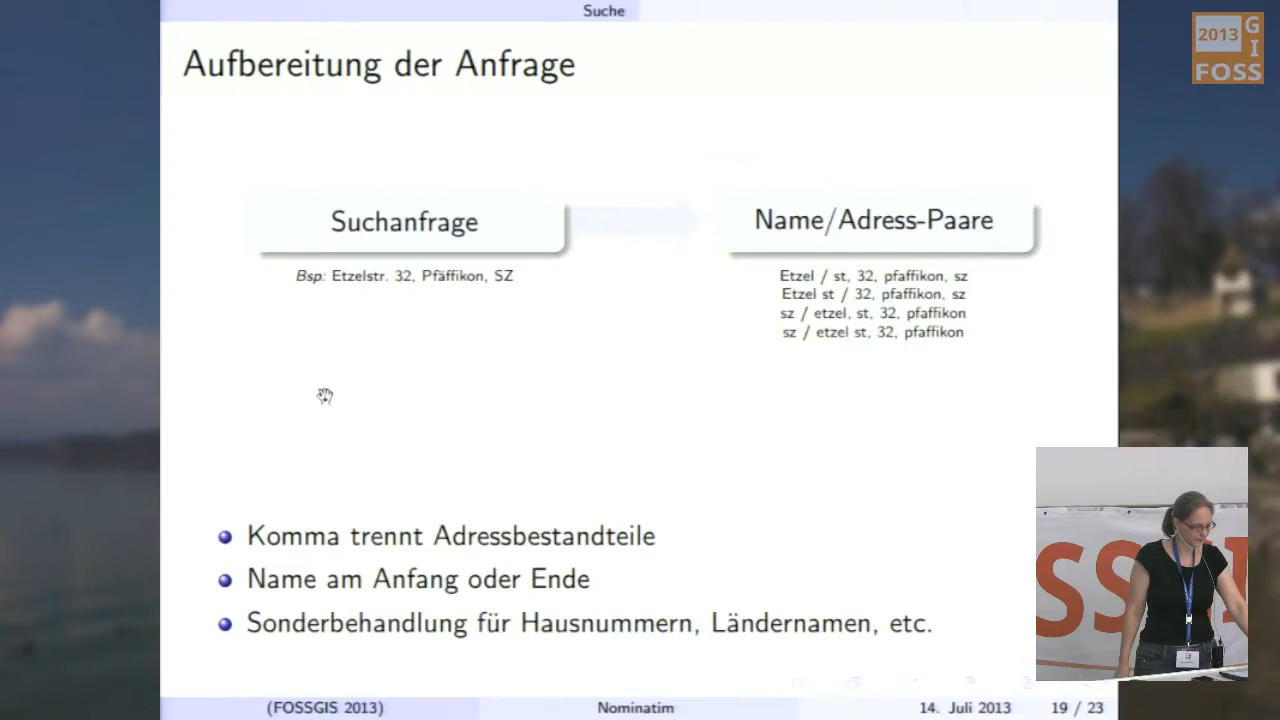 Suche
2013
G
I
FOSS
Aufbereitung der Anfrage
Suchanfrage
Name/Adress-Paare
Bsp: Etzelstr. 32, Pfäffikon, SZ
Etzel / st, 32, pfaffikon, sz
Etzel st / 32, pfaffikon, sz
sz / etzel, st, 32, pfaffikon
sz / etzel st, 32, pfaffikon
Komma trennt Adressbestandteile
Name am Anfang oder Ende
Sonderbehandlung für Hausnummern, Ländernamen, etc.
(FOSSGIS 2013)
Nominatim
14. Juli 2013
19 / 23